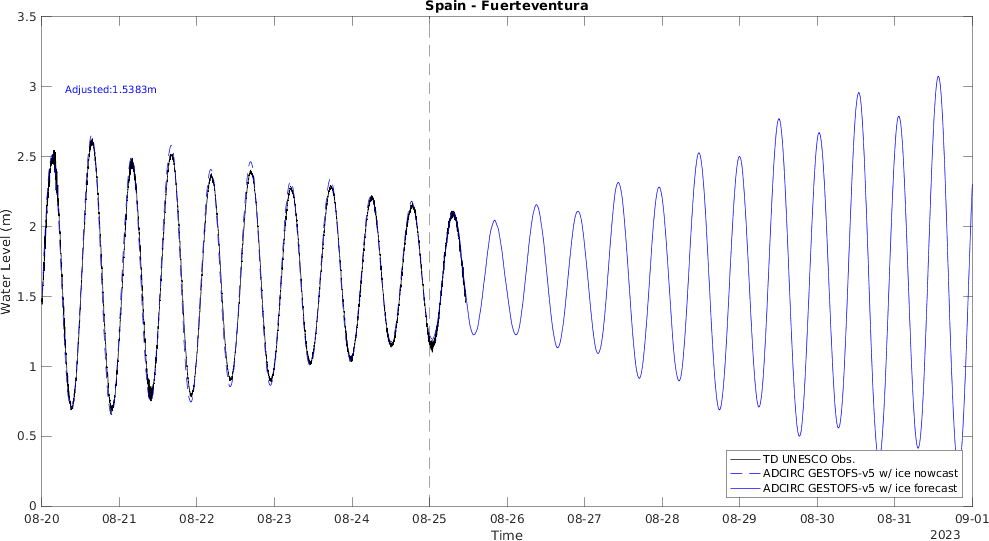 Spain - Fuerteventura
3.5
3
2.5
2
1.5
1
0.5
0
Water Level (m)
Adjusted:1.5383m
TD UNESCO Obs.
ADCIRC GESTOFS-v5 w/ ice nowcast
ADCIRC GESTOFS-v5 w/ ice forecast
08-20 08-21 08-22 08-23 08-24 08-25 08-26 08-27 08-28 08-29 08-30 08-31 09-01
Time
2023